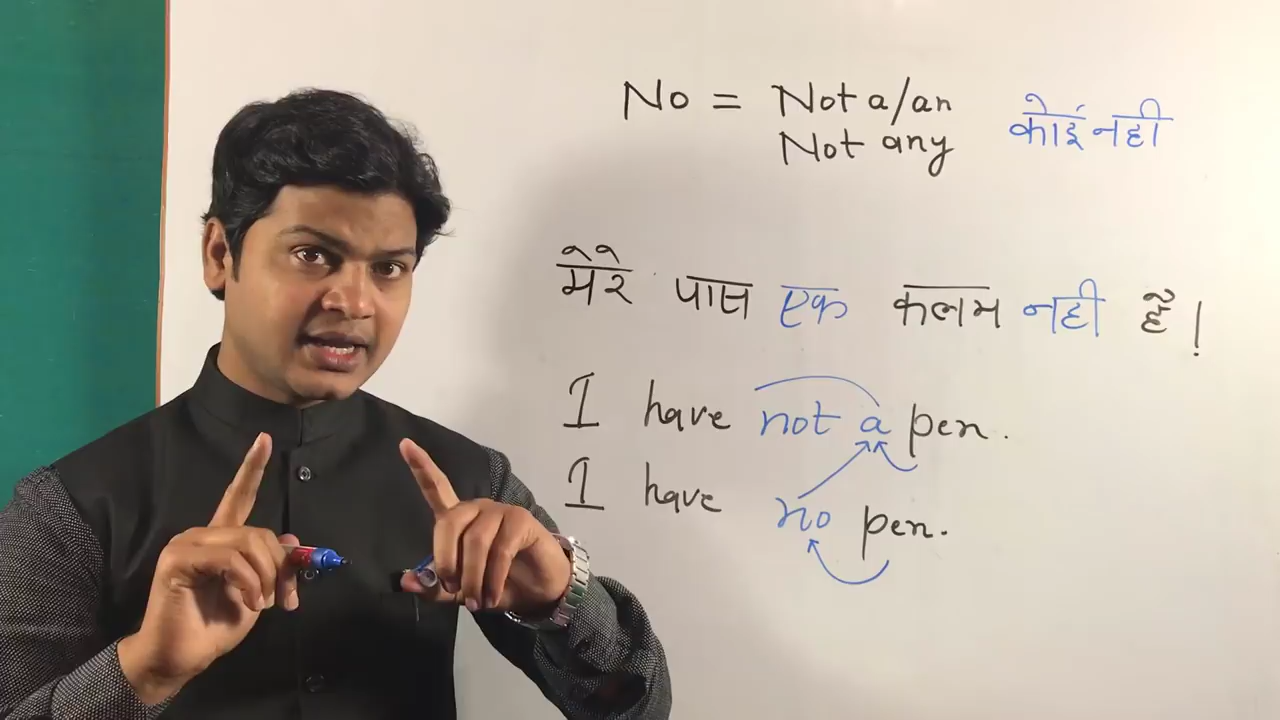 No = Not a/an कोई नही
Not any
मेरे पास एक कलम नही है।
I have not a pen.
I have no pen.